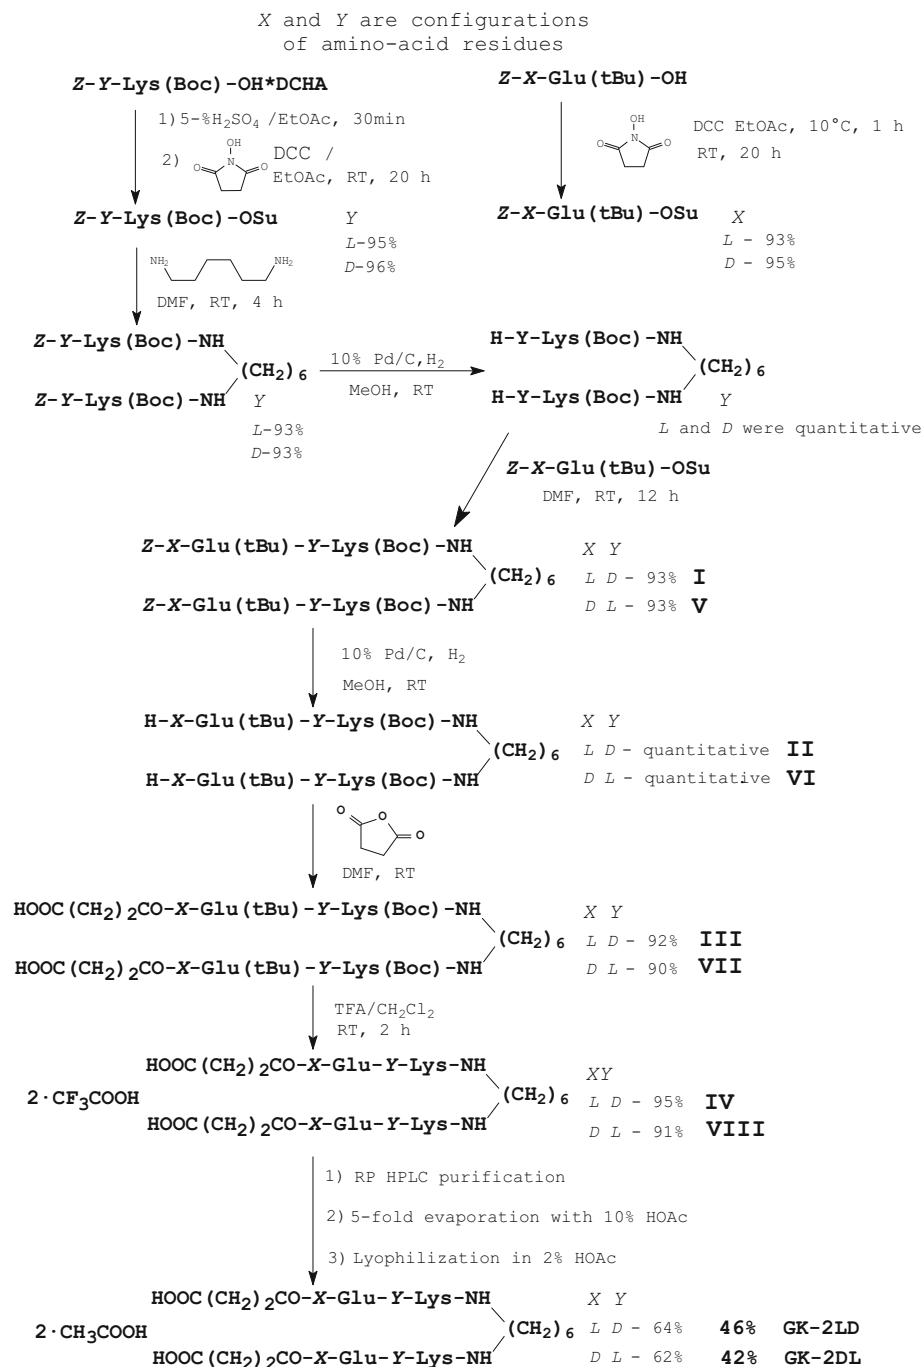 X and Y are configurations
of amino-acid residues
Z-Y-Lys(Boc)-OH*DCHA
Z-X-Glu(tBu)-OH
1)5-%H₂SO₄ /EtOAc, 30min
2) OH N O O DCC /
EtOAc, RT, 20 h
OH N O O DCC EtOAc, 10°C, 1 h
RT, 20 h
Z-Y-Lys(Boc)-OSu Y
L-95%
D-96%
Z-X-Glu(tBu)-OSu X
L - 93%
D - 95%
NH₂ NH₂
DMF, RT, 4 h
Z-Y-Lys(Boc)-NH
(CH₂)₆
Z-Y-Lys(Boc)-NH Y
L-93%
D-93%
10% Pd/C,H₂
MeOH, RT
H-Y-Lys(Boc)-NH
(CH₂)₆
H-Y-Lys(Boc)-NH Y
L and D were quantitative
Z-X-Glu(tBu)-OSu
DMF, RT, 12 h
Z-X-Glu(tBu)-Y-Lys(Boc)-NH X Y
(CH₂)₆ L D - 93% I
Z-X-Glu(tBu)-Y-Lys(Boc)-NH D L - 93% V
10% Pd/C, H₂
MeOH, RT
H-X-Glu(tBu)-Y-Lys(Boc)-NH X Y
(CH₂)₆ L D - quantitative II
H-X-Glu(tBu)-Y-Lys(Boc)-NH D L - quantitative VI
O O O
DMF, RT
HOOC(CH₂)₂CO-X-Glu(tBu)-Y-Lys(Boc)-NH X Y
(CH₂)₆ L D - 92% III
HOOC(CH₂)₂CO-X-Glu(tBu)-Y-Lys(Boc)-NH D L - 90% VII
TFA/CH₂Cl₂
RT, 2 h
HOOC(CH₂)₂CO-X-Glu-Y-Lys-NH XY
2·CF₃COOH (CH₂)₆ L D - 95% IV
HOOC(CH₂)₂CO-X-Glu-Y-Lys-NH D L - 91% VIII
1) RP HPLC purification
2)5-fold evaporation with 10% HOAc
3)Lyophilization in 2% HOAc
HOOC(CH₂)₂CO-X-Glu-Y-Lys-NH X Y
2·CH₃COOH (CH₂)₆ L D - 64% 46% GK-2LD
HOOC(CH₂)₂CO-X-Glu-Y-Lys-NH D L - 62% 42% GK-2DL